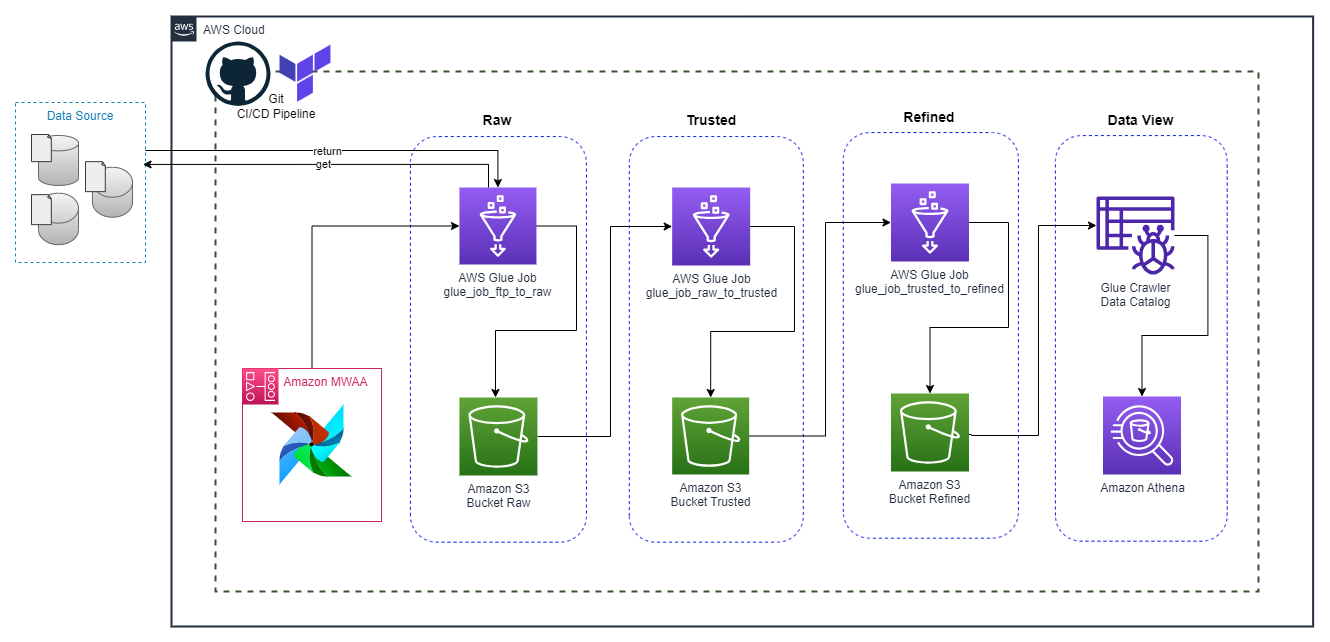 aws
AWS Cloud
Git
CI/CD Pipeline
Data Source
return
get
Raw
AWS Glue Job
glue_job_ftp_to_raw
Amazon S3
Bucket Raw
Amazon MWAA
Trusted
AWS Glue Job
glue_job_raw_to_trusted
Amazon S3
Bucket Trusted
Refined
AWS Glue Job
glue_job_trusted_to_refined
Amazon S3
Bucket Refined
Data View
Glue Crawler
Data Catalog
Amazon Athena